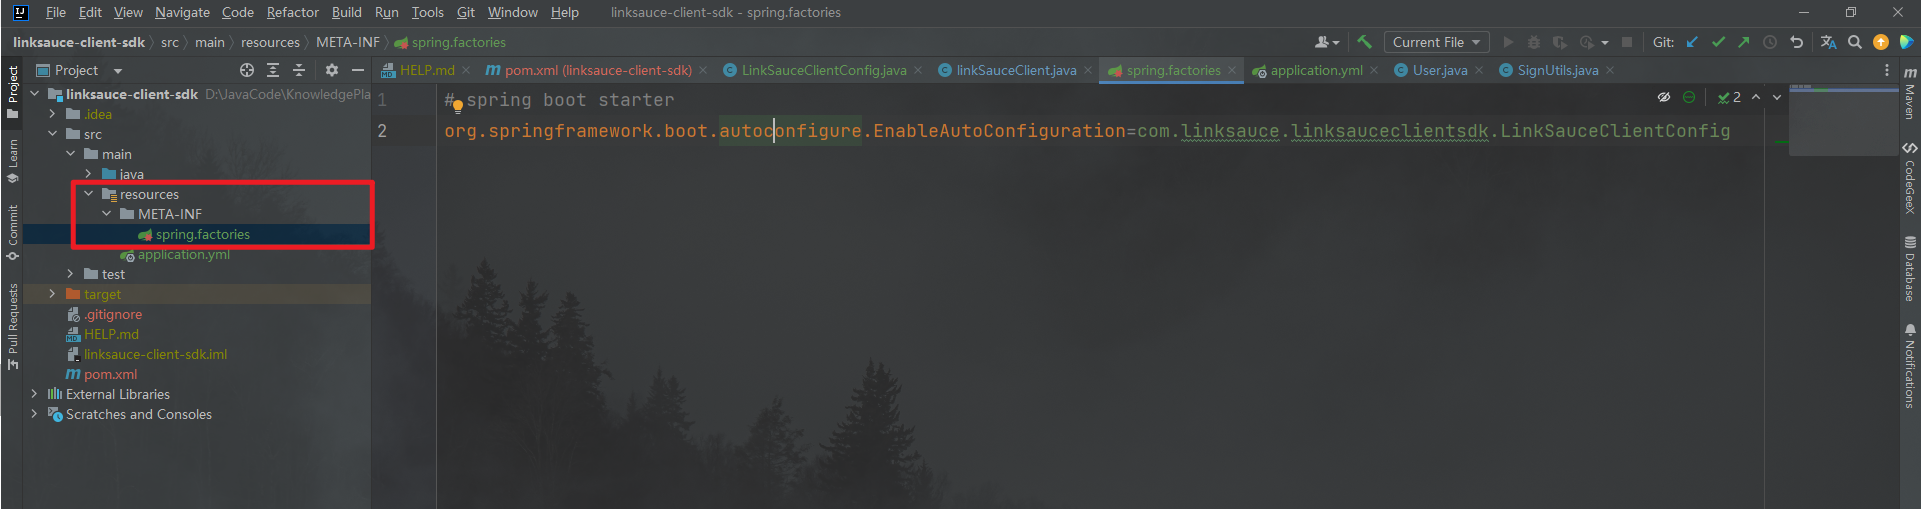 File Edit View Navigate Code Refactor Build Run Tools Git Window Help linksauce-client-sdk - spring.factories
linksauce-client-sdk src main resources META-INF spring.factories Current File Git:
Project HELP.md pom.xml (linksauce-client-sdk) LinkSauceClientConfig.java linkSauceClient.java spring.factories application.yml User.java SignUtils.java
linksauce-client-sdk D:\JavaCode\KnowledgePla
.idea
src
main
java
resources
META-INF
spring.factories
application.yml
test
target
.gitignore
HELP.md
linksauce-client-sdk.iml
pom.xml
External Libraries
Scratches and Consoles
1 # spring boot starter
2 org.springframework.boot.autoconfigure.EnableAutoConfiguration=com.linksauce.linksauceclientsdk.LinkSauceClientConfig
2
Project
Learn
Commit
Pull Requests
Maven
CodeGeeX
Database
Notifications